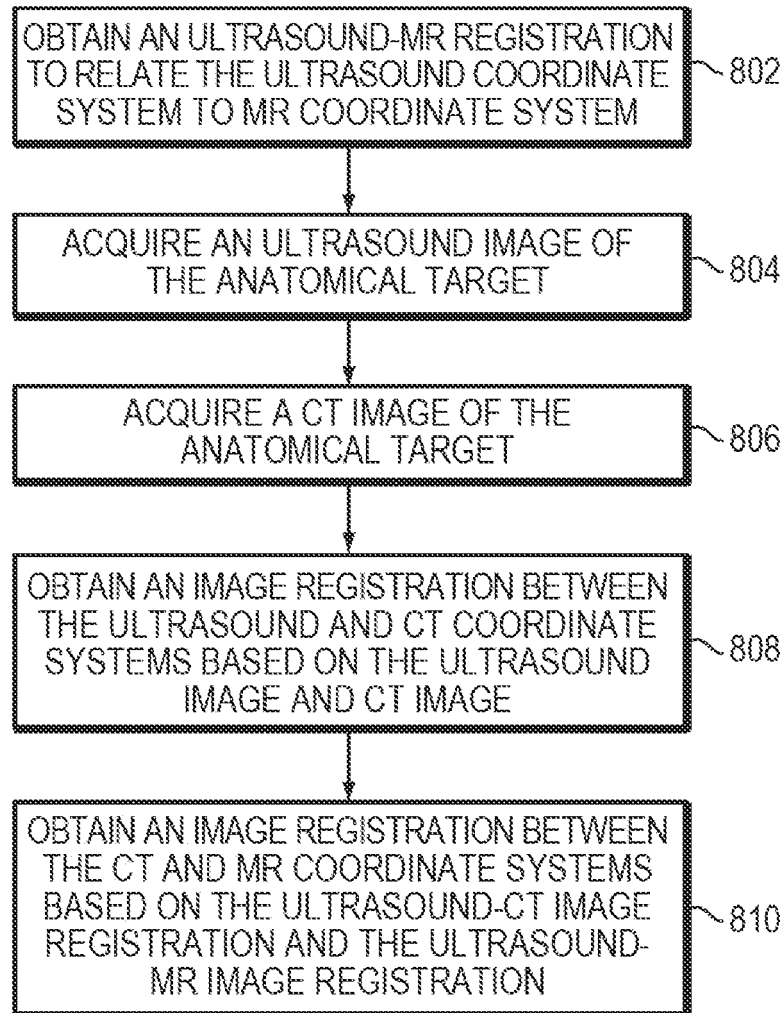 OBTAIN AN ULTRASOUND-MR REGISTRATION
TO RELATE THE ULTRASOUND COORDINATE
SYSTEM TO MR COORDINATE SYSTEM
802
ACQUIRE AN ULTRASOUND IMAGE OF
THE ANATOMICAL TARGET
804
ACQUIRE A CT IMAGE OF THE
ANATOMICAL TARGET
806
OBTAIN AN IMAGE REGISTRATION BETWEEN
THE ULTRASOUND AND CT COORDINATE
SYSTEMS BASED ON THE ULTRASOUND
IMAGE AND CT IMAGE
808
OBTAIN AN IMAGE REGISTRATION BETWEEN
THE CT AND MR COORDINATE SYSTEMS
BASED ON THE ULTRASOUND-CT IMAGE
REGISTRATION AND THE ULTRASOUND-
MR IMAGE REGISTRATION
810